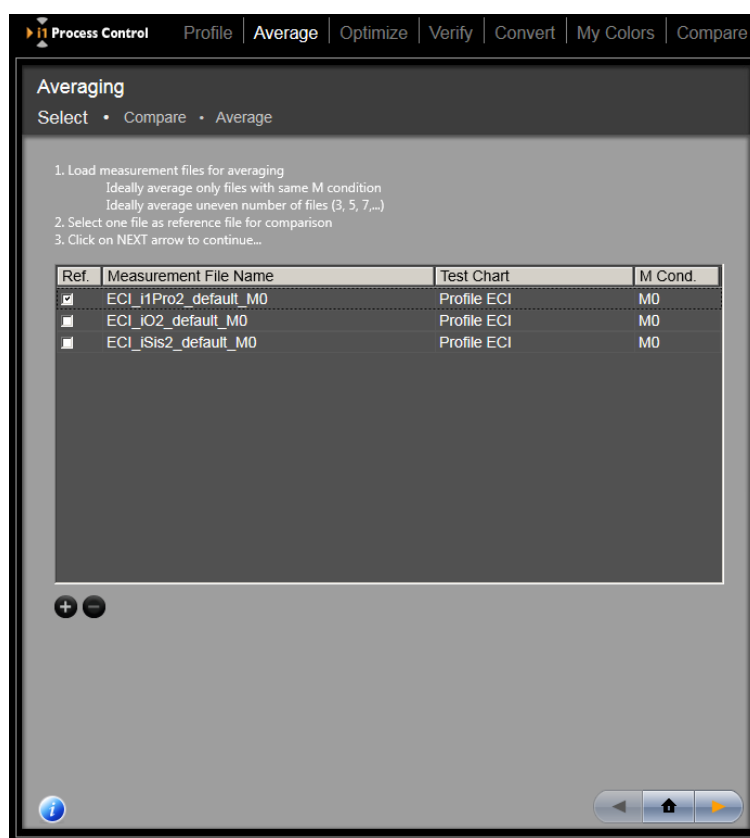 i1 Process Control Profile Average Optimize Verify Convert My Colors Compare
Averaging
Select • Compare • Average
1. Load measurement files for averaging
Ideally average only files with same M condition
Ideally average uneven number of files (3, 5, 7,...)
2. Select one file as reference file for comparison
3. Click on NEXT arrow to continue...
Ref. Measurement File Name Test Chart M Cond.
ECI_i1Pro2_default_M0 Profile ECI M0
ECI_iO2_default_M0 Profile ECI M0
ECI_iSis2_default_M0 Profile ECI M0
i